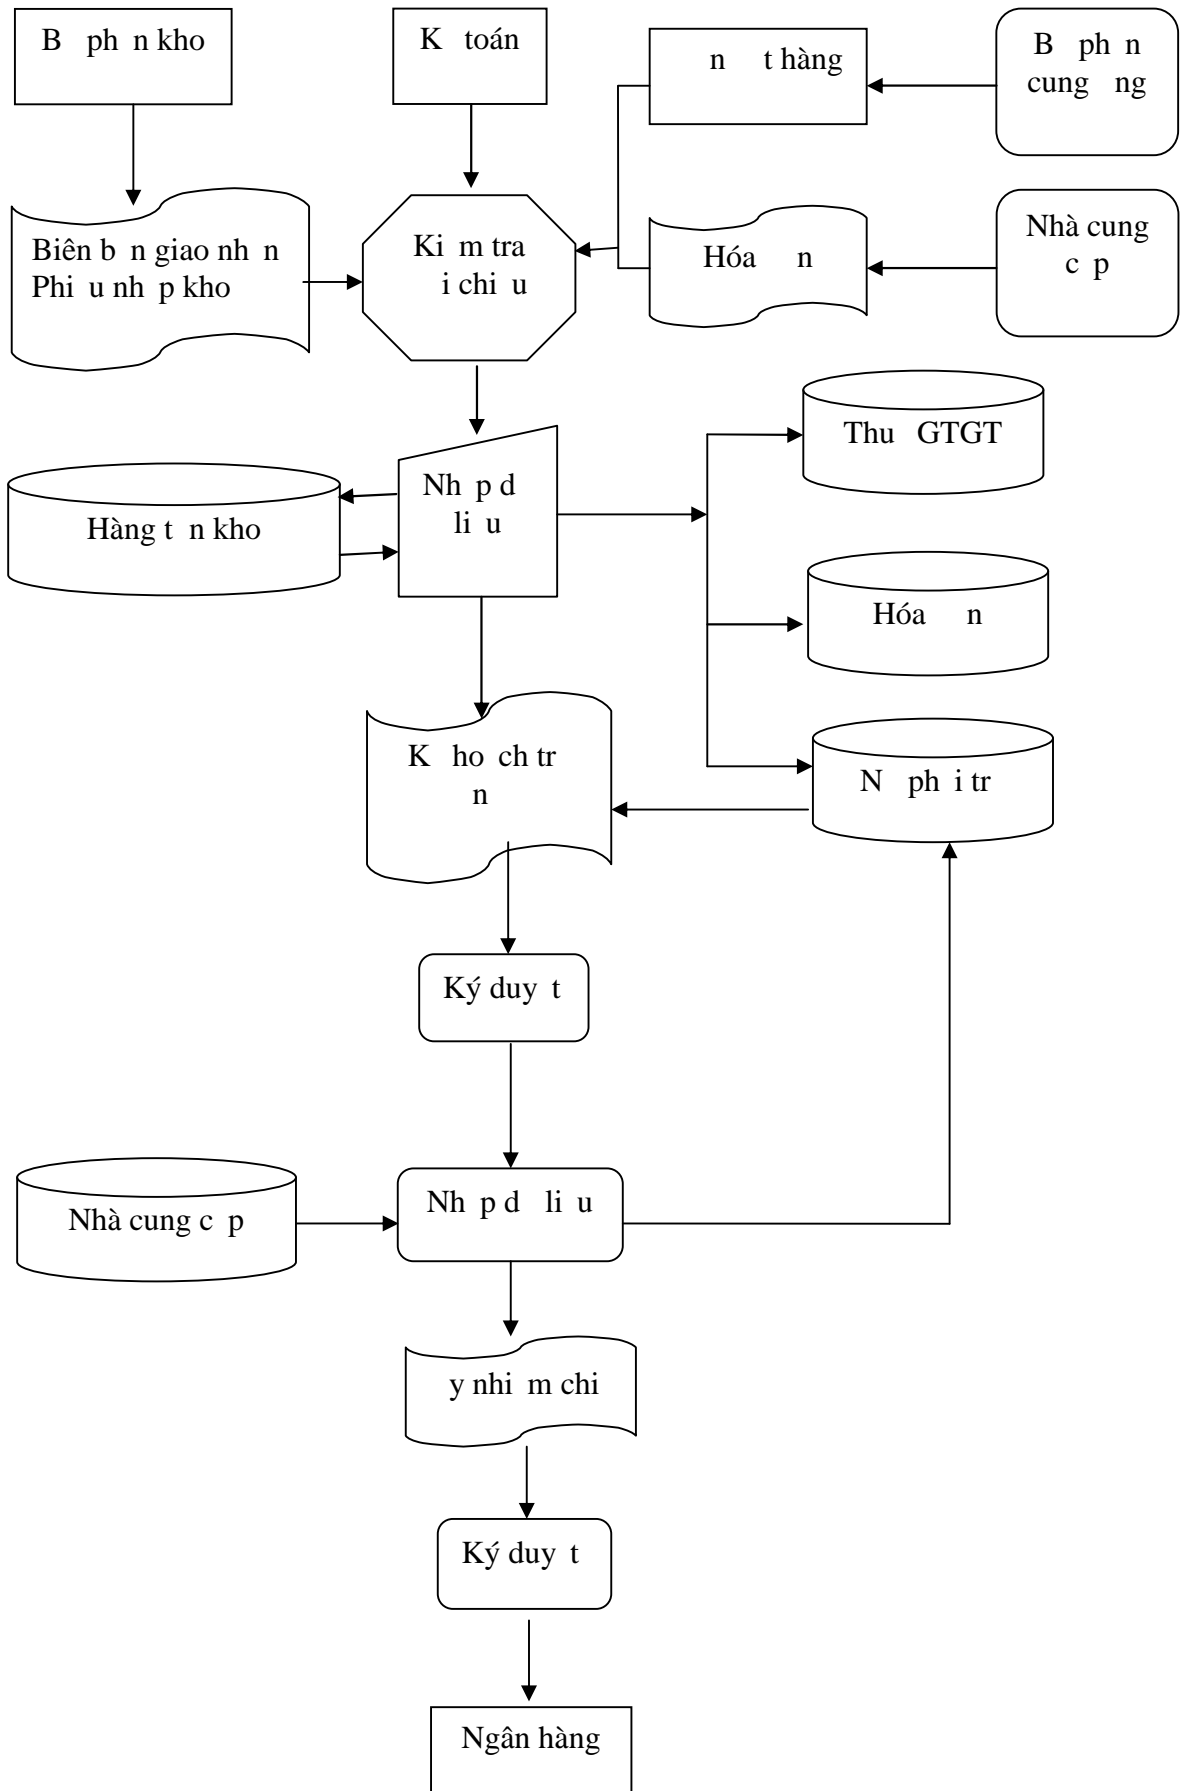 B ph n kho
K toán
n t hàng
B ph n
cung ng
Biên b n giao nh n
Phi u nh p kho
Ki m tra
i chi u
Hóa n
Nhà cung
c p
Thu GTGT
Hàng t n kho
Nh p d
li u
Hóa n
K ho ch tr
n
N ph i tr
Ký duy t
Nhà cung c p
Nh p d li u
y nhi m chi
Ký duy t
Ngân hàng